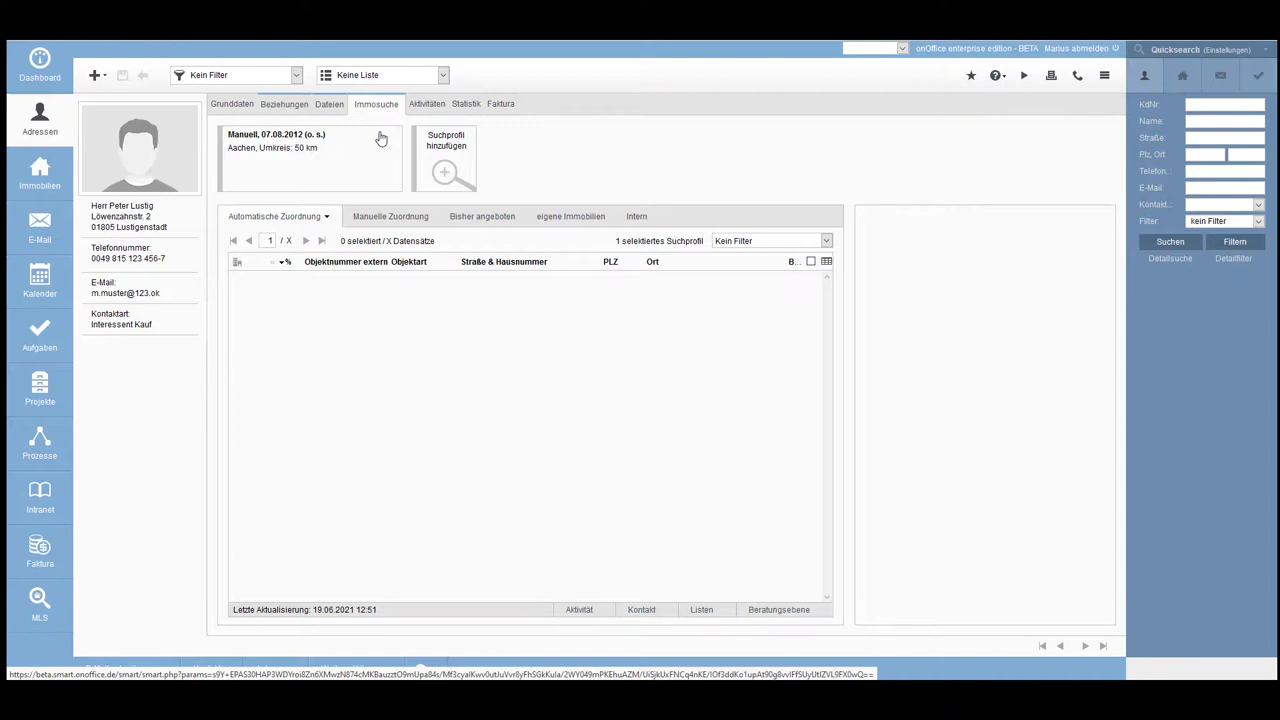 onOffice enterprise edition - BETA Marius abmelden
Quicksearch (Einstellungen)
Dashboard
Kein Filter
Keine Liste
Adressen
Immobilien
E-Mail
Kalender
Aufgaben
Projekte
Prozesse
Intranet
Faktura
MLS
Herr Peter Lustig
Löwenzahnstr. 2
01805 Lustigenstadt
Telefonnummer:
0049 815 123 456-7
E-Mail:
m.muster@123.ok
Kontaktart:
Interessent Kauf
Grunddaten Beziehungen Dateien Immosuche Aktivitäten Statistik Faktura
Manuell, 07.08.2012 (o. s.)
Aachen, Umkreis: 50 km
Suchprofil
hinzufügen
Automatische Zuordnung Manuelle Zuordnung Bisher angeboten eigene Immobilien Intern
1 / X 0 selektiert / X Datensätze 1 selektiertes Suchprofil Kein Filter
% Objektnummer extern Objektart Straße & Hausnummer PLZ Ort B...
Letzte Aktualisierung: 19.06.2021 12:51 Aktivität Kontakt Listen Beratungsebene
KdNr:
Name:
Straße:
Plz, Ort:
Telefon.:
E-Mail:
Kontakt.:
Filter: kein Filter
Suchen Filtern
Detailsuche Detailfilter